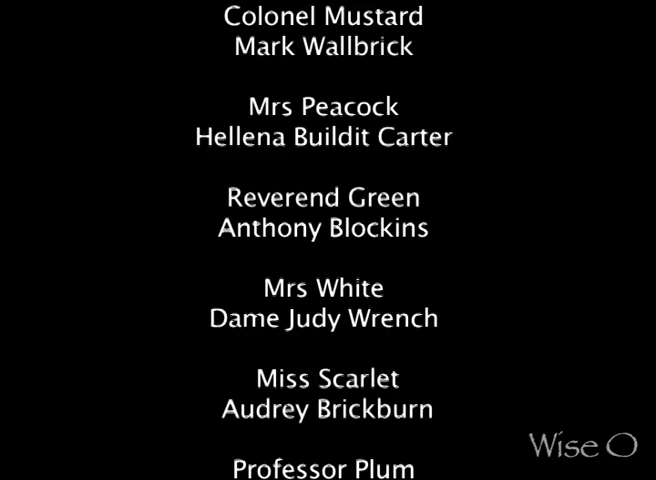 Colonel Mustard
Mark Wallbrick
Mrs Peacock
Hellena Buildit Carter
Reverend Green
Anthony Blockins
Mrs White
Dame Judy Wrench
Miss Scarlet
Audrey Brickburn
Professor Plum
Wise O